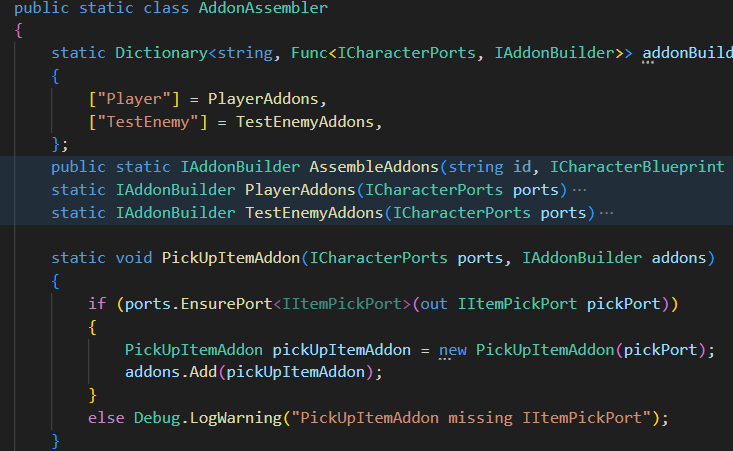 public static class AddonAssembler
{
static Dictionary<string, Func<ICharacterPorts, IAddonBuilder>> addonBuild
{
["Player"] = PlayerAddons,
["TestEnemy"] = TestEnemyAddons,
};
public static IAddonBuilder AssembleAddons(string id, ICharacterBlueprint
static IAddonBuilder PlayerAddons(ICharacterPorts ports)···
static IAddonBuilder TestEnemyAddons(ICharacterPorts ports)···
static void PickUpItemAddon(ICharacterPorts ports, IAddonBuilder addons)
{
if (ports.EnsurePort<IItemPickPort>(out IItemPickPort pickPort))
{
PickUpItemAddon pickUpItemAddon = new PickUpItemAddon(pickPort);
addons.Add(pickUpItemAddon);
}
else Debug.LogWarning("PickUpItemAddon missing IItemPickPort");
}